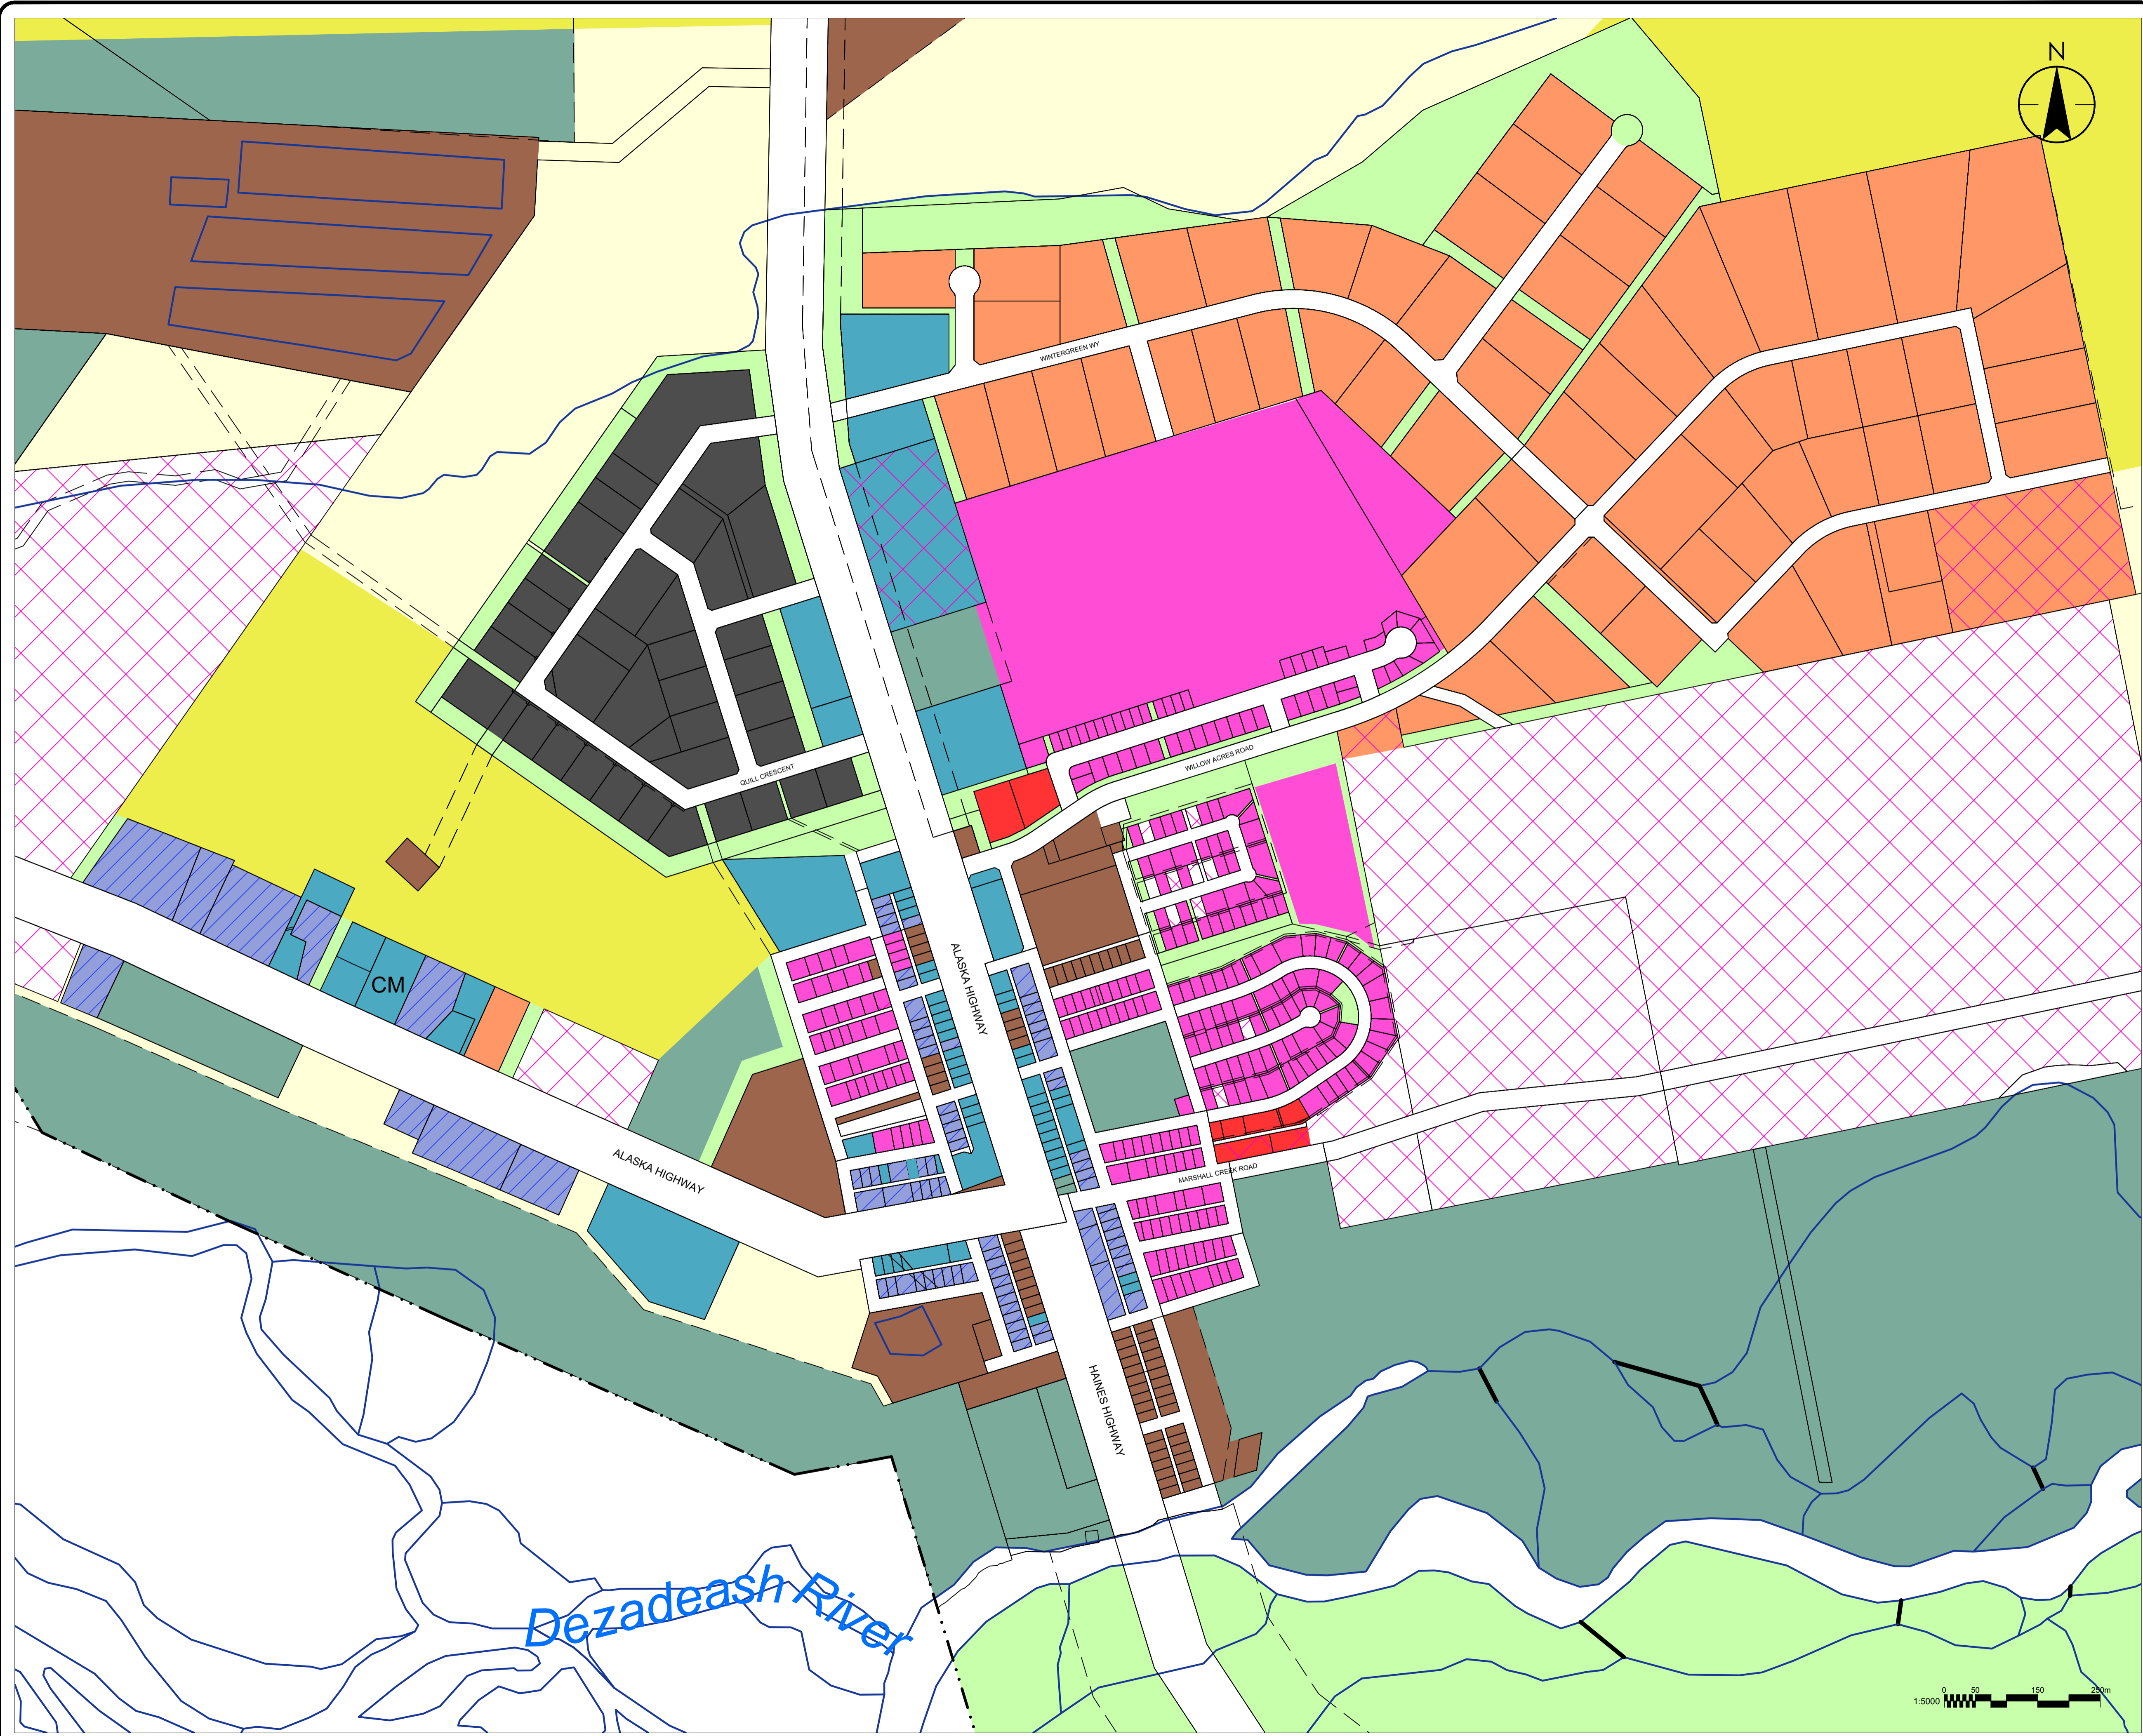 N
WINTERGREEN WY
WILLOW ACRES ROAD
QUILL CRESCENT
ALASKA HIGHWAY
CM
ALASKA HIGHWAY
MARSHALL CREEK ROAD
HAINES HIGHWAY
Dezadeash River
0 50 150 250m
1:5000